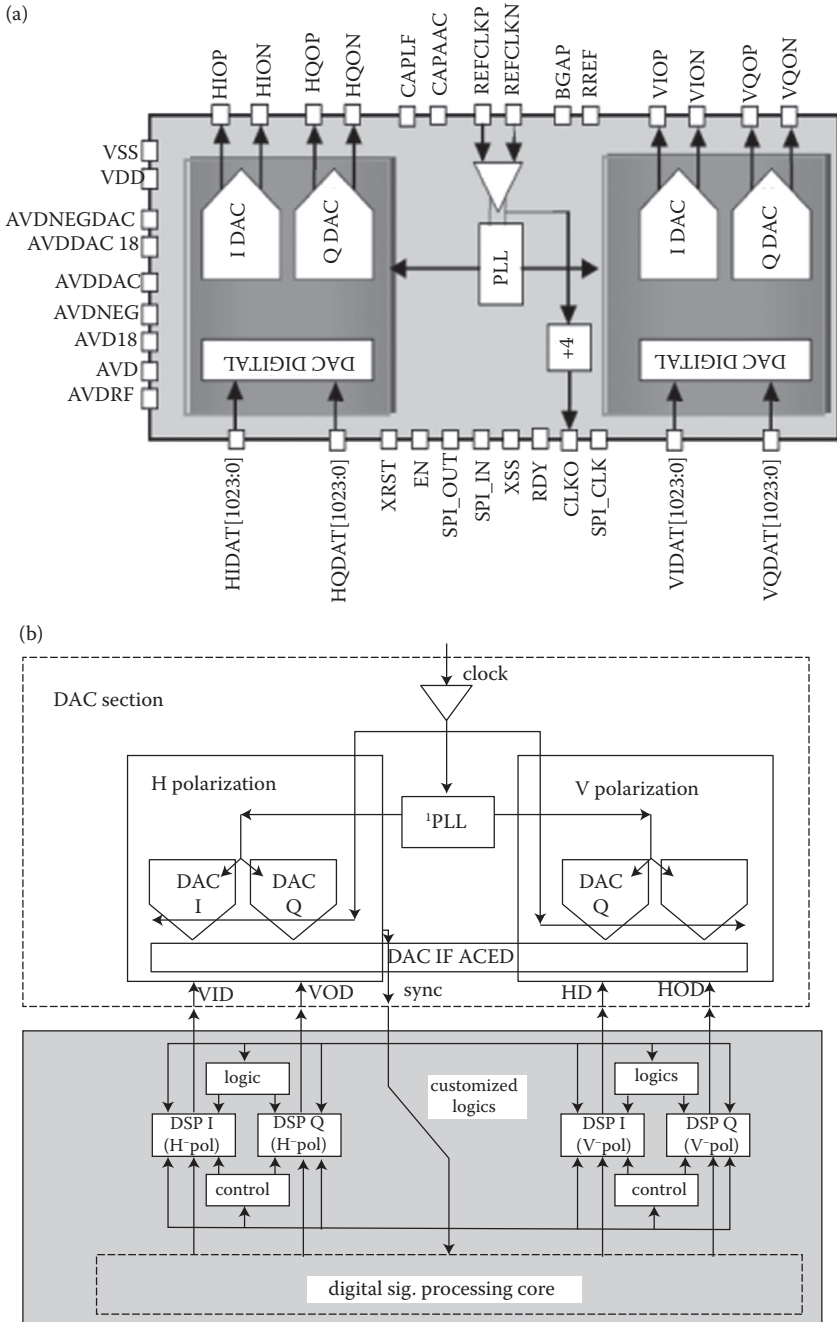 (a)
HIOP
HION
HQOP
HQON
CAPLF
CAPAAC
REFCLKP
REFCLKN
BGAP
RREF
VIOP
VION
VQOP
VQON
VSS
VDD
AVDNEGDAC
AVDDAC 18
AVDDAC
AVDNEG
AVD18
AVD
AVDRF
I DAC
Q DAC
PLL
I DAC
Q DAC
+4
DAC DIGITAL
DAC DIGITAL
HIDAT[1023:0]
HQDAT[1023:0]
XRST
EN
SPI_OUT
SPI_IN
XSS
RDY
CLKO
SPI_CLK
VIDAT[1023:0]
VQDAT[1023:0]
(b)
clock
DAC section
H polarization
V polarization
¹PLL
DAC
I
DAC
Q
DAC
Q
DAC IF ACED
VID
VOD
sync
HD
HOD
logic
customized
logics
logics
DSP I
(H-pol)
DSP Q
(H-pol)
DSP I
(V-pol)
DSP Q
(V-pol)
control
control
digital sig. processing core